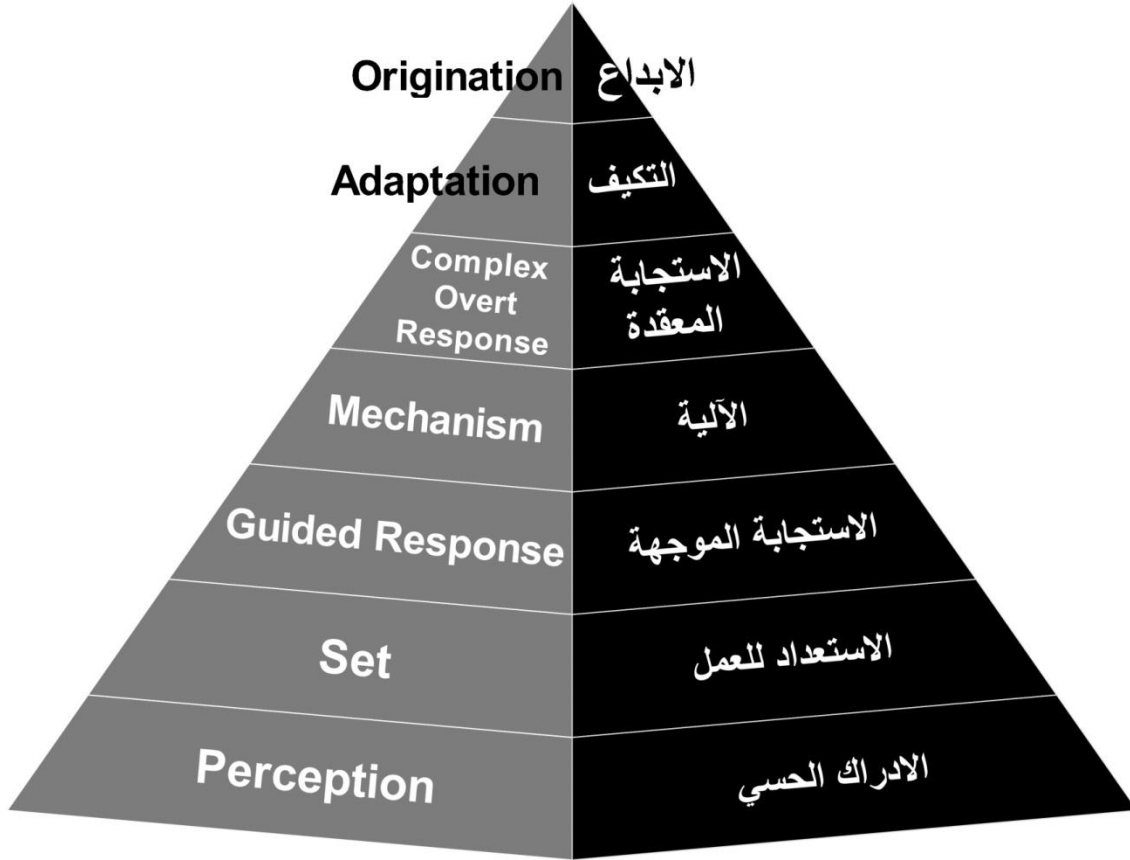 Origination
الابداع
Adaptation
التكيف
Complex
Overt
Response
الاستجابة
المعقدة
Mechanism
الآلية
Guided Response
الاستجابة الموجهة
Set
الاستعداد للعمل
Perception
الادراك الحسي